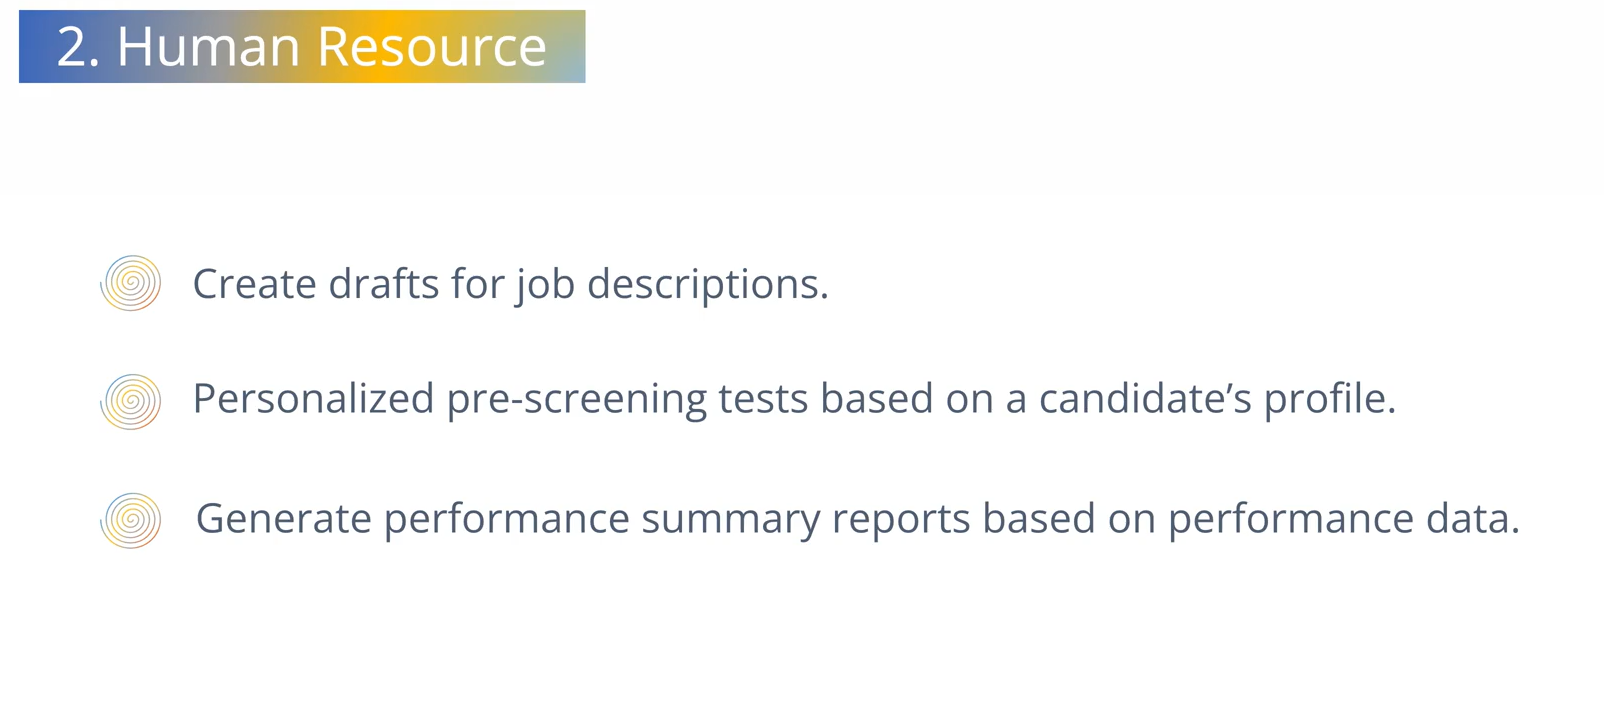 2. Human Resource
Create drafts for job descriptions.
Personalized pre-screening tests based on a candidate’s profile.
Generate performance summary reports based on performance data.